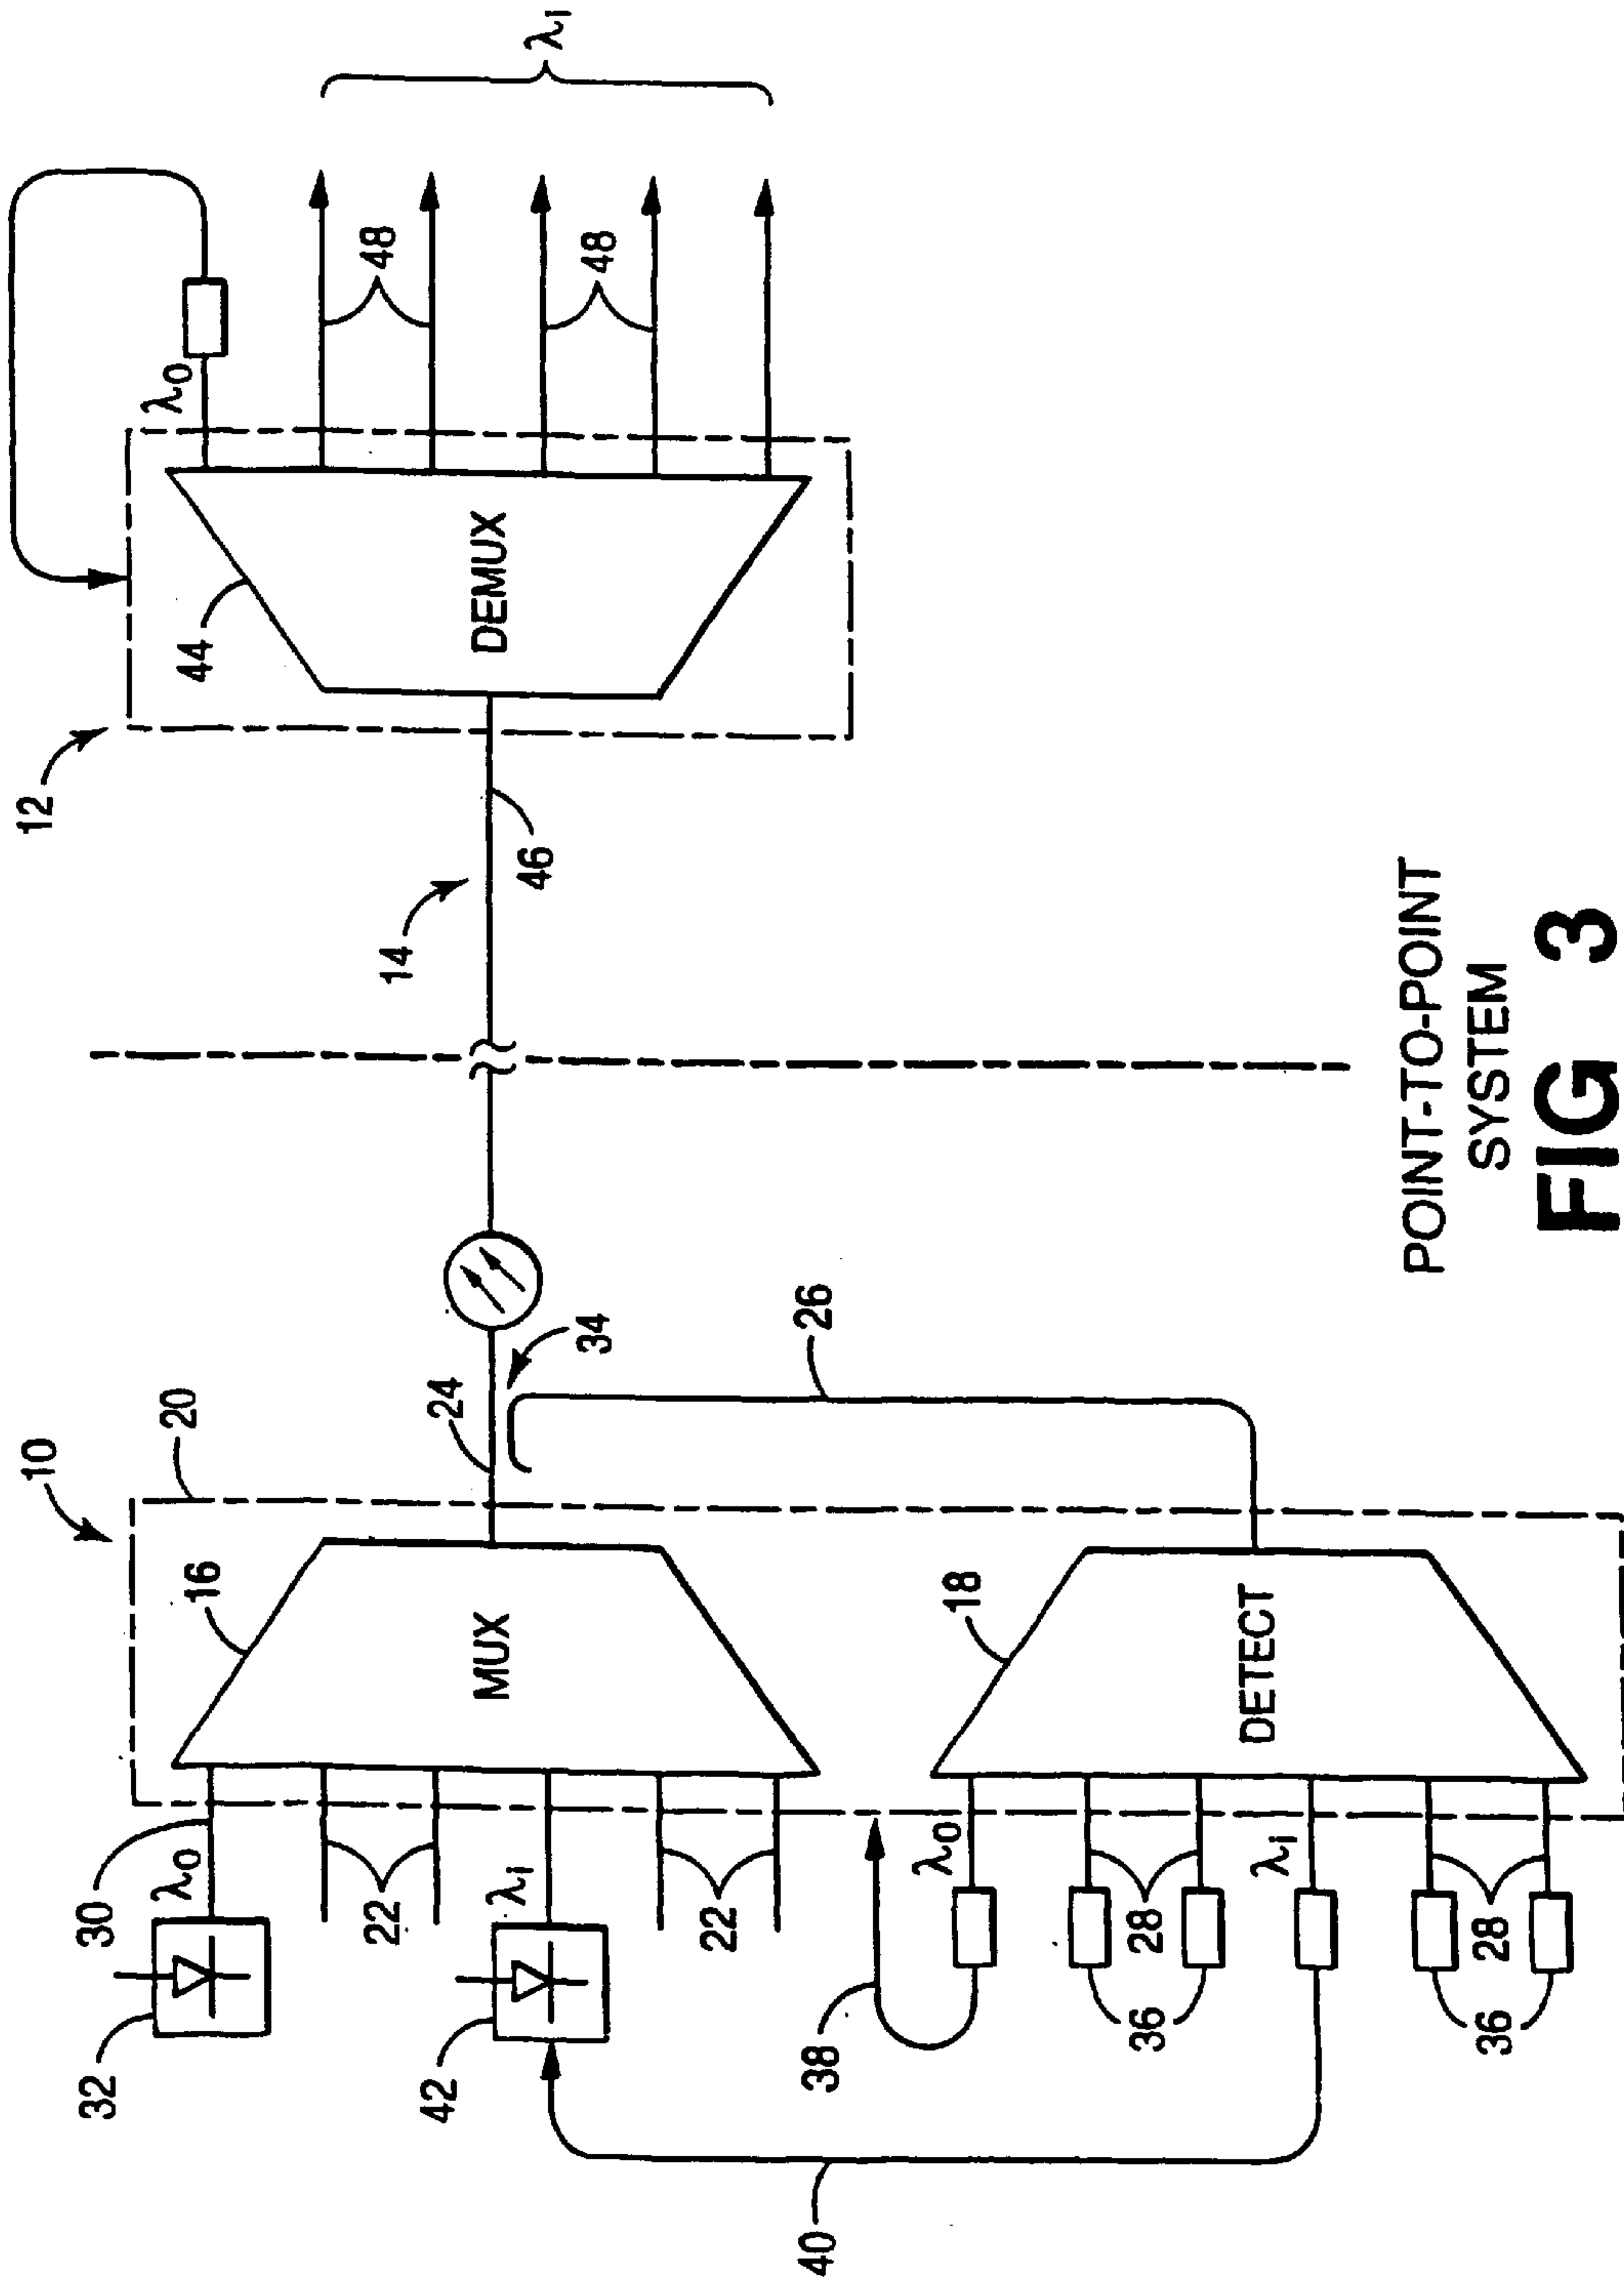 10
12
32
30
λ0
16
20
44
λ0
22
14
48
42
24
λi
MUX
46
DEMUX
λi
34
48
22
40
38
26
λ0
18
36
28
λi
DETECT
36
28
POINT-TO-POINT
SYSTEM
FIG 3